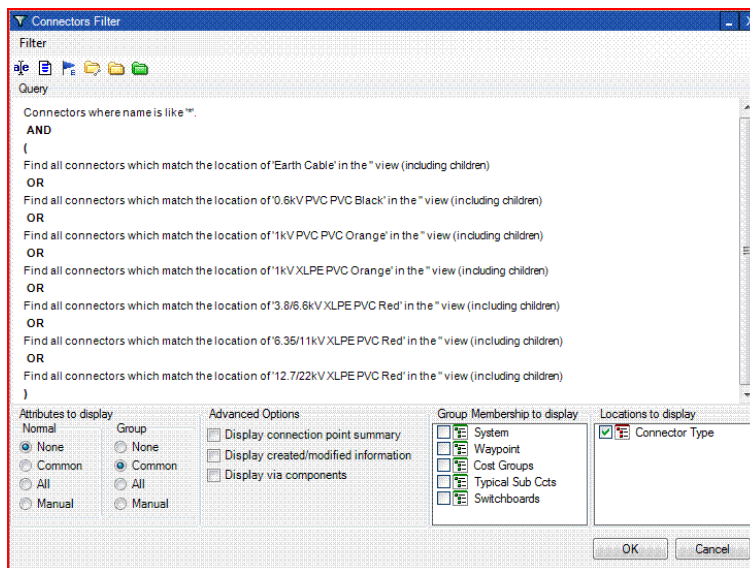 Connectors Filter
Filter
Query
Connectors where name is like '*'.
AND
(
Find all connectors which match the location of 'Earth Cable' in the '' view (including children)
OR
Find all connectors which match the location of '0.6kV PVC PVC Black' in the '' view (including children)
OR
Find all connectors which match the location of '1kV PVC PVC Orange' in the '' view (including children)
OR
Find all connectors which match the location of '1kV XLPE PVC Orange' in the '' view (including children)
OR
Find all connectors which match the location of '3.8/6.6kV XLPE PVC Red' in the '' view (including children)
OR
Find all connectors which match the location of '6.35/11kV XLPE PVC Red' in the '' view (including children)
OR
Find all connectors which match the location of '12.7/22kV XLPE PVC Red' in the '' view (including children)
)
Attributes to display
Normal
None
Common
All
Manual
Group
None
Common
All
Manual
Advanced Options
Display connection point summary
Display created/modified information
Display via components
Group Membership to display
System
Waypoint
Cost Groups
Typical Sub Ccts
Switchboards
Locations to display
Connector Type
OK
Cancel